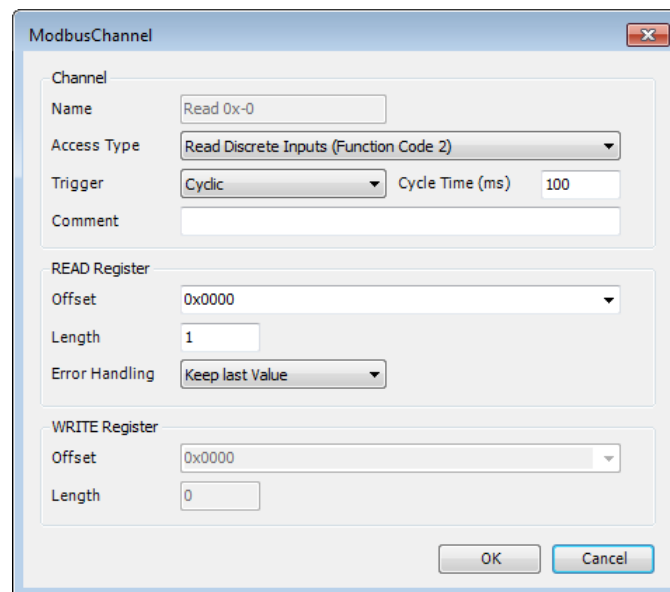 ModbusChannel
Channel
Name Read 0x-0
Access Type Read Discrete Inputs (Function Code 2)
Trigger Cyclic Cycle Time (ms) 100
Comment
READ Register
Offset 0x0000
Length 1
Error Handling Keep last Value
WRITE Register
Offset 0x0000
Length 0
OK Cancel